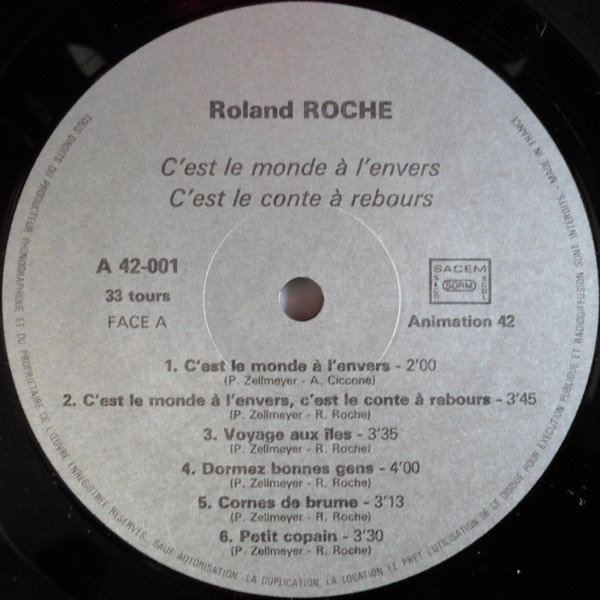 Roland ROCHE
C'est le monde à l'envers
C'est le conte à rebours
A 42-001
33 tours
FACE A
SACEM
SACD SDRM SCDL
Animation 42
1. C'est le monde à l'envers - 2'00
(P. Zellmeyer - A. Ciccone)
2. C'est le monde à l'envers, c'est le conte à rebours - 3'45
(P. Zellmeyer - R. Roche)
3. Voyage aux îles - 3'35
(P. Zellmeyer - R. Roche)
4. Dormez bonnes gens - 4'00
(P. Zellmeyer - R. Roche)
5. Cornes de brume - 3'13
(P. Zellmeyer - R. Roche)
6. Petit copain - 3'30
(P. Zellmeyer - R. Roche)
TOUS DROITS DU PRODUCTEUR PHONOGRAPHIQUE ET DU PROPRIETAIRE DE L'ŒUVRE ENREGISTREE RESERVES. SAUF AUTORISATION, LA DUPLICATION, LA LOCATION, LE PRET, L'UTILISATION DE CE DISQUE POUR EXECUTION PUBLIQUE ET RADIODIFFUSION SONT INTERDITS. MADE IN FRANCE